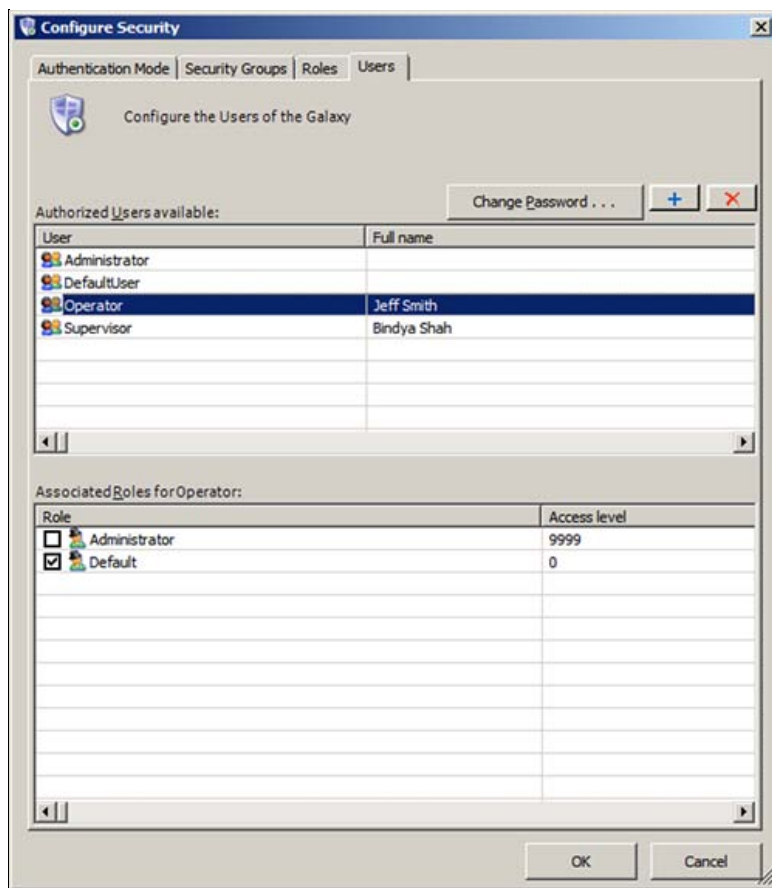 Configure Security
Authentication Mode Security Groups Roles Users
Configure the Users of the Galaxy
Change Password . . .
Authorized Users available:
User Full name
Administrator
DefaultUser
Operator Jeff Smith
Supervisor Bindya Shah
Associated Roles for Operator:
Role Access level
Administrator 9999
Default 0
OK Cancel